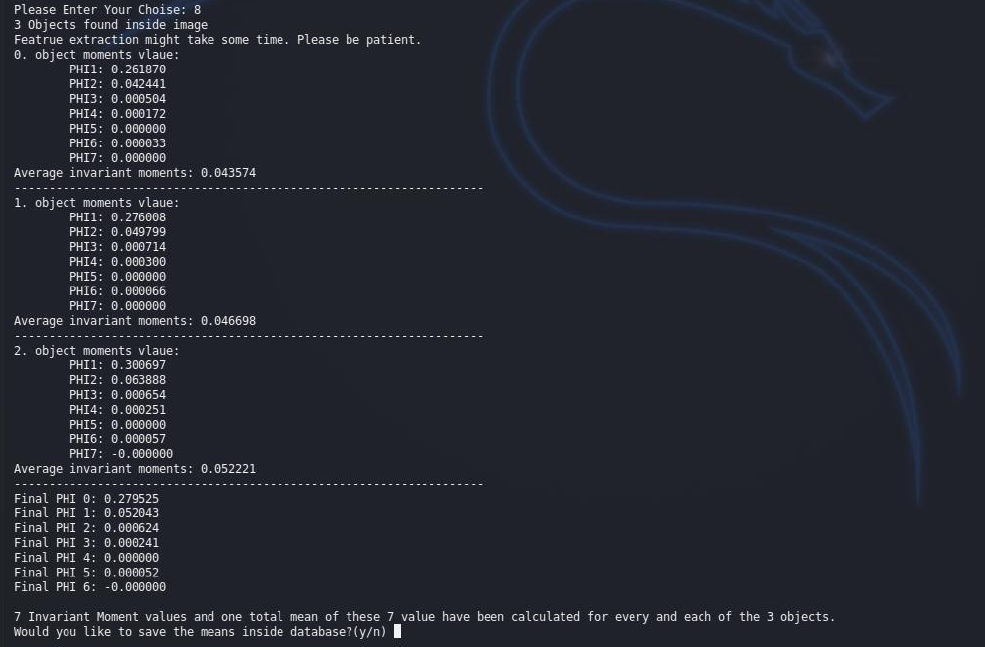 Please Enter Your Choise: 8
3 Objects found inside image
Featrue extraction might take some time. Please be patient.
0. object moments vlaue:
PHI1: 0.261870
PHI2: 0.042441
PHI3: 0.000504
PHI4: 0.000172
PHI5: 0.000000
PHI6: 0.000033
PHI7: 0.000000
Average invariant moments: 0.043574
--------------------------------------------------------------------
1. object moments vlaue:
PHI1: 0.276008
PHI2: 0.049799
PHI3: 0.000714
PHI4: 0.000300
PHI5: 0.000000
PHI6: 0.000066
PHI7: 0.000000
Average invariant moments: 0.046698
--------------------------------------------------------------------
2. object moments vlaue:
PHI1: 0.300697
PHI2: 0.063888
PHI3: 0.000654
PHI4: 0.000251
PHI5: 0.000000
PHI6: 0.000057
PHI7: -0.000000
Average invariant moments: 0.052221
--------------------------------------------------------------------
Final PHI 0: 0.279525
Final PHI 1: 0.052043
Final PHI 2: 0.000624
Final PHI 3: 0.000241
Final PHI 4: 0.000000
Final PHI 5: 0.000052
Final PHI 6: -0.000000
7 Invariant Moment values and one total mean of these 7 value have been calculated for every and each of the 3 objects.
Would you like to save the means inside database?(y/n)